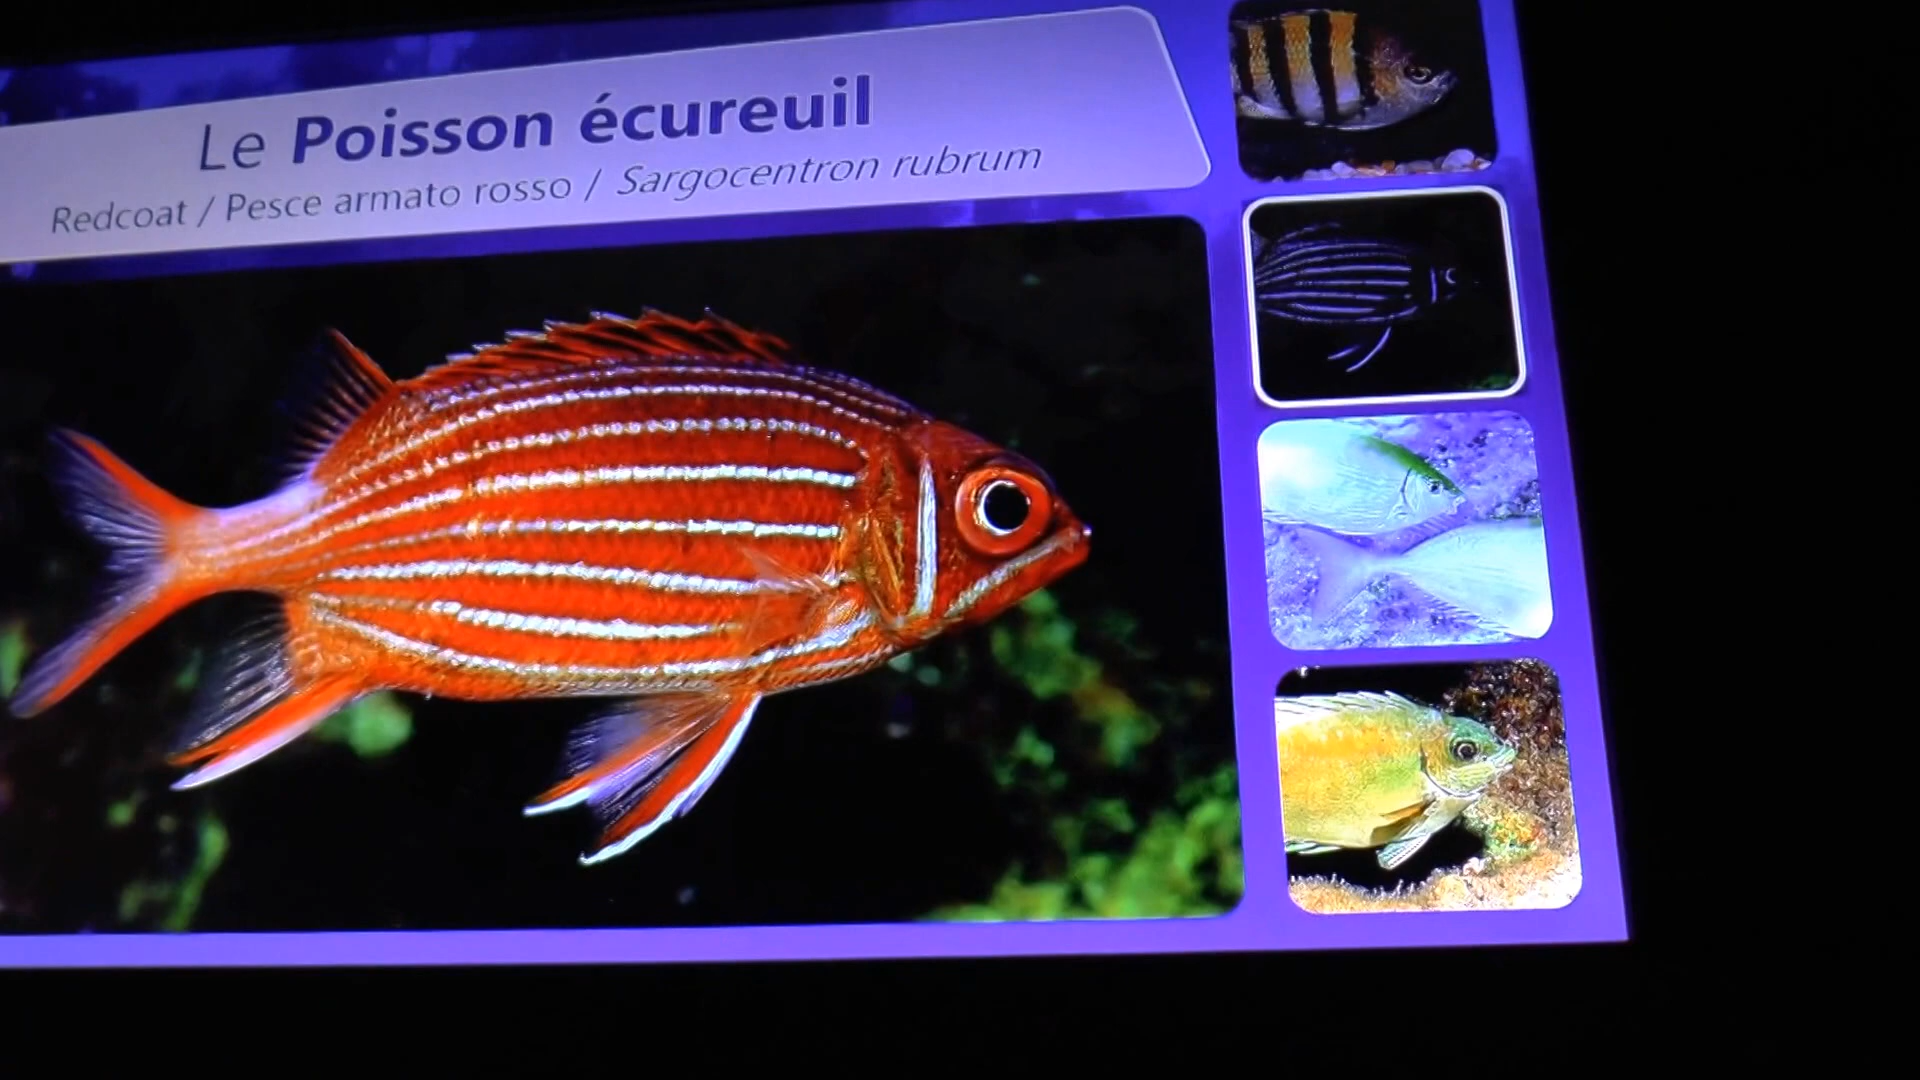 Le Poisson écureuil
Redcoat / Pesce armato rosso / Sargocentron rubrum